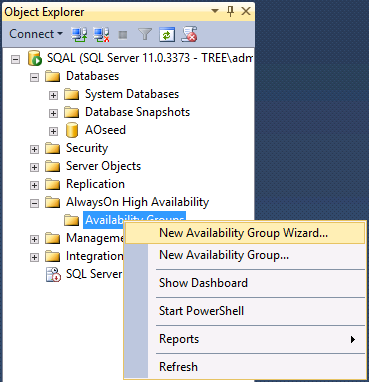 Object Explorer
Connect
SQAL (SQL Server 11.0.3373 - TREE\adm
Databases
System Databases
Database Snapshots
AOseed
Security
Server Objects
Replication
AlwaysOn High Availability
Availability Groups
New Availability Group Wizard...
Manageme
New Availability Group...
Integration
SQL Server
Show Dashboard
Start PowerShell
Reports
Refresh